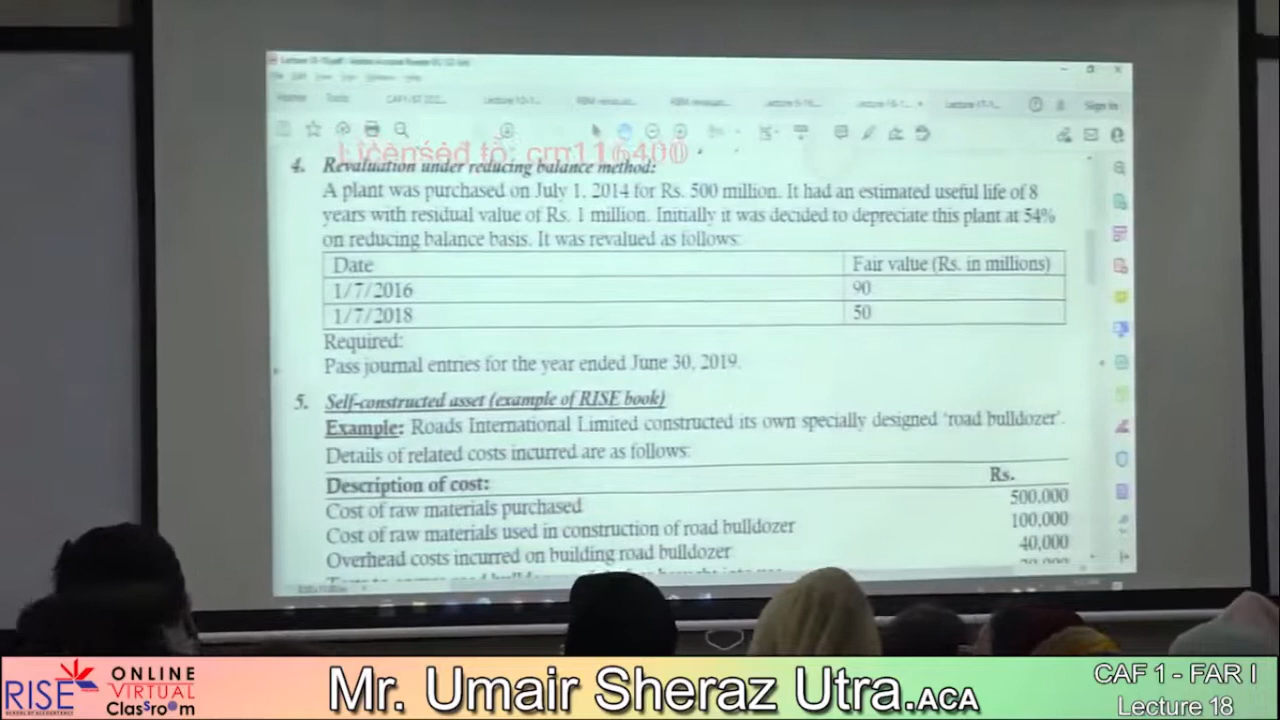 Sign In
Licensed to: crn116400
4. Revaluation under reducing balance method:
A plant was purchased on July 1, 2014 for Rs. 500 million. It had an estimated useful life of 8
years with residual value of Rs. 1 million. Initially it was decided to depreciate this plant at 54%
on reducing balance basis. It was revalued as follows:
Date Fair value (Rs. in millions)
1/7/2016 90
1/7/2018 50
Required:
Pass journal entries for the year ended June 30, 2019.
5. Self-constructed asset (example of RISE book)
Example: Roads International Limited constructed its own specially designed 'road bulldozer'.
Details of related costs incurred are as follows:
Description of cost: Rs.
Cost of raw materials purchased 500,000
Cost of raw materials used in construction of road bulldozer 100,000
Overhead costs incurred on building road bulldozer 40,000
RISE
SCHOOL OF ACCOUNTANCY
ONLINE
VIRTUAL
ClasSroom
Mr. Umair Sheraz Utra.ACA
CAF 1 - FAR I
Lecture 18